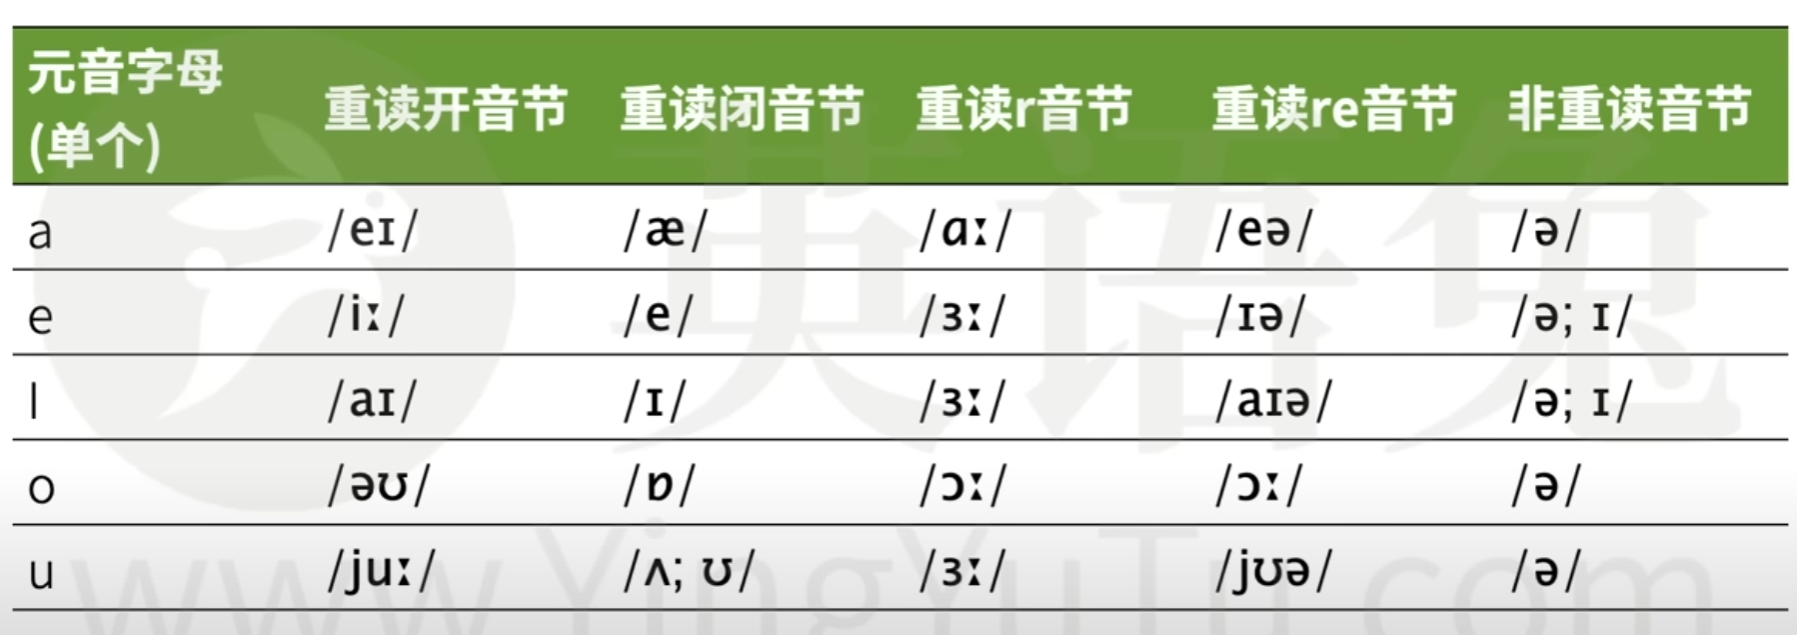 元音字母
(单个) 重读开音节 重读闭音节 重读r音节 重读re音节 非重读音节
a /eɪ/ /æ/ /ɑː/ /eə/ /ə/
e /iː/ /e/ /ɜː/ /ɪə/ /ə; ɪ/
l /aɪ/ /ɪ/ /ɜː/ /aɪə/ /ə; ɪ/
o /əʊ/ /ɒ/ /ɔː/ /ɔː/ /ə/
u /juː/ /ʌ; ʊ/ /ɜː/ /jʊə/ /ə/
英语兔
www.YingYuTu.com